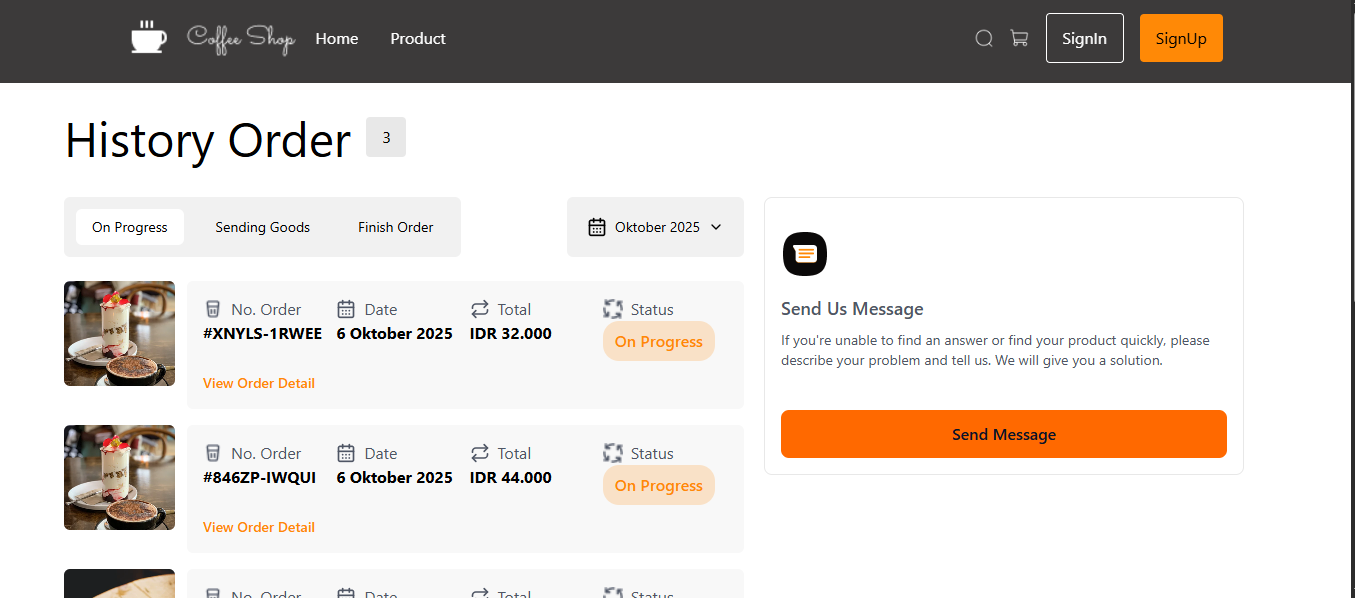 Coffee Shop Home Product SignIn SignUp
History Order 3
On Progress Sending Goods Finish Order Oktober 2025
No. Order Date Total Status
#XNYLS-1RWEE 6 Oktober 2025 IDR 32.000 On Progress
View Order Detail
No. Order Date Total Status
#846ZP-IWQUI 6 Oktober 2025 IDR 44.000 On Progress
View Order Detail
No. Order Date Total Status
Send Us Message
If you're unable to find an answer or find your product quickly, please
describe your problem and tell us. We will give you a solution.
Send Message